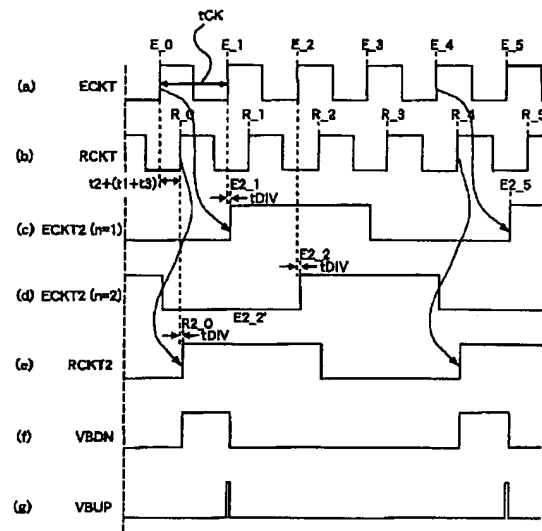 tCK
E_0 E_1 E_2 E_3 E_4 E_5
(a) ECKT
R_0 R_1 R_2 R_3 R_4 R_5
(b) RCKT
t2+(t1+t3)
E2_1 E2_5
tDIV
(c) ECKT2 (n=1)
E2_2
tDIV
(d) ECKT2 (n=2)
E2_2'
R2_0
tDIV
(e) RCKT2
(f) VBDN
(g) VBUP